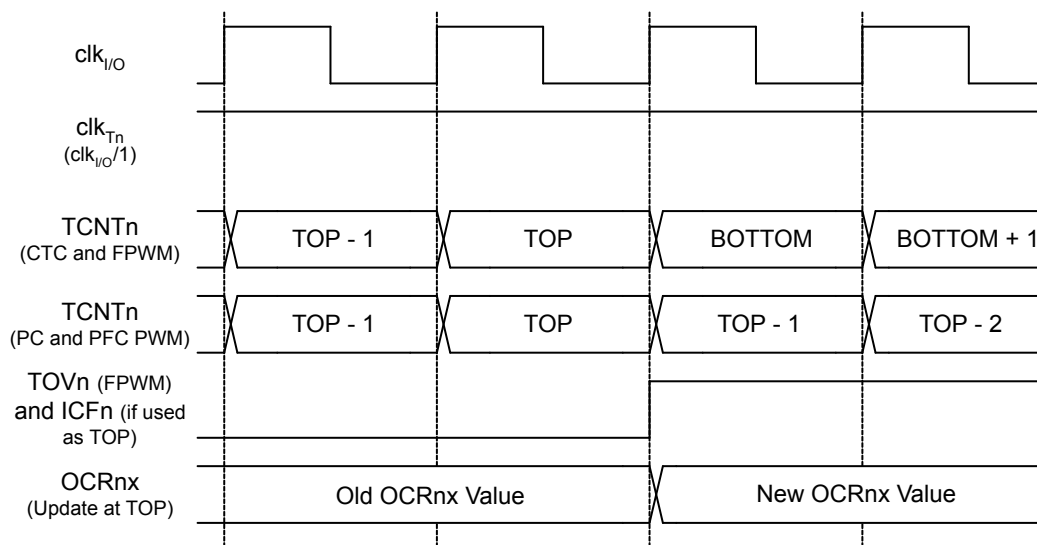 clkI/O
clkTn
(clkI/O/1)
TCNTn
(CTC and FPWM)
TOP - 1
TOP
BOTTOM
BOTTOM + 1
TCNTn
(PC and PFC PWM)
TOP - 1
TOP
TOP - 1
TOP - 2
TOVn (FPWM)
and ICFn (if used
as TOP)
OCRnx
(Update at TOP)
Old OCRnx Value
New OCRnx Value